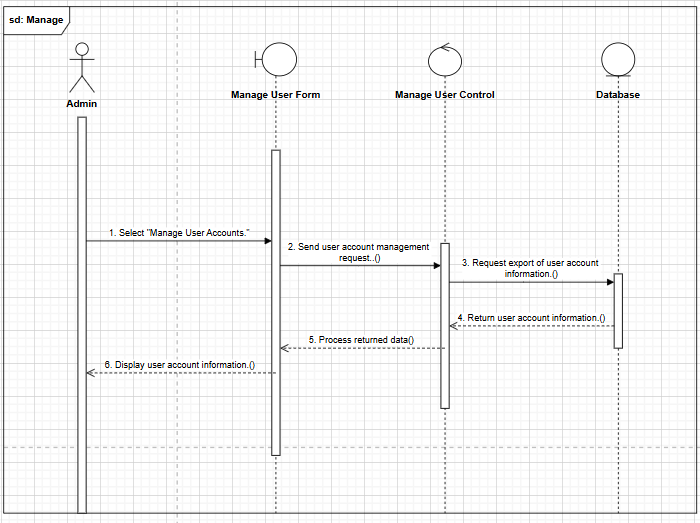 sd: Manage
Admin
Manage User Form
Manage User Control
Database
1. Select "Manage User Accounts."
2. Send user account management
request..()
3. Request export of user account
information.()
4. Return user account information.()
5. Process returned data()
6. Display user account information.()